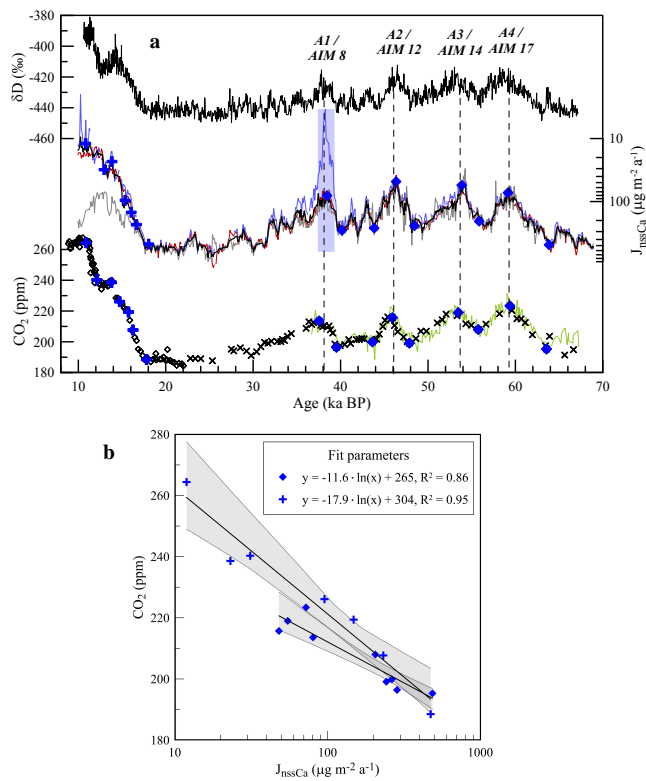 a
A1 / A2 / A3 / A4 /
AIM 8 AIM 12 AIM 14 AIM 17
-380
-400
-420
-440
-460
δD (‰)
10
100
J_nssCa (µg m⁻² a⁻¹)
260
240
220
200
180
CO₂ (ppm)
10 20 30 40 50 60 70
Age (ka BP)
b
280
260
240
220
200
180
CO₂ (ppm)
Fit parameters
y = -11.6 · ln(x) + 265, R² = 0.86
y = -17.9 · ln(x) + 304, R² = 0.95
10 100 1000
J_nssCa (µg m⁻² a⁻¹)